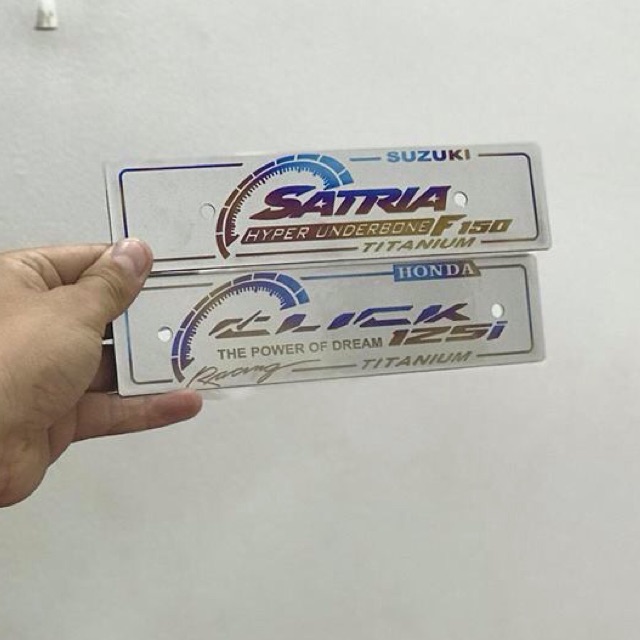 SUZUKI
SATRIA
HYPER UNDERBONE F150
TITANIUM
HONDA
CLICK
THE POWER OF DREAM 125i
Racing TITANIUM